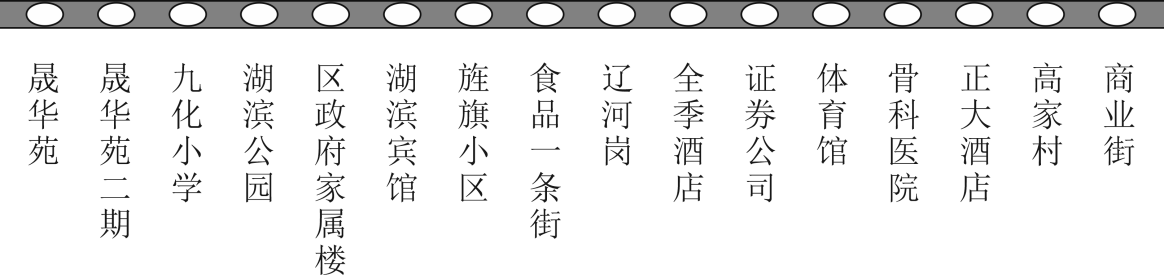 晟华苑
晟华苑二期
九化小学
湖滨公园
区政府家属楼
湖滨宾馆
旌旗小区
食品一条街
辽河岗
全季酒店
证券公司
体育馆
骨科医院
正大酒店
高家村
商业街